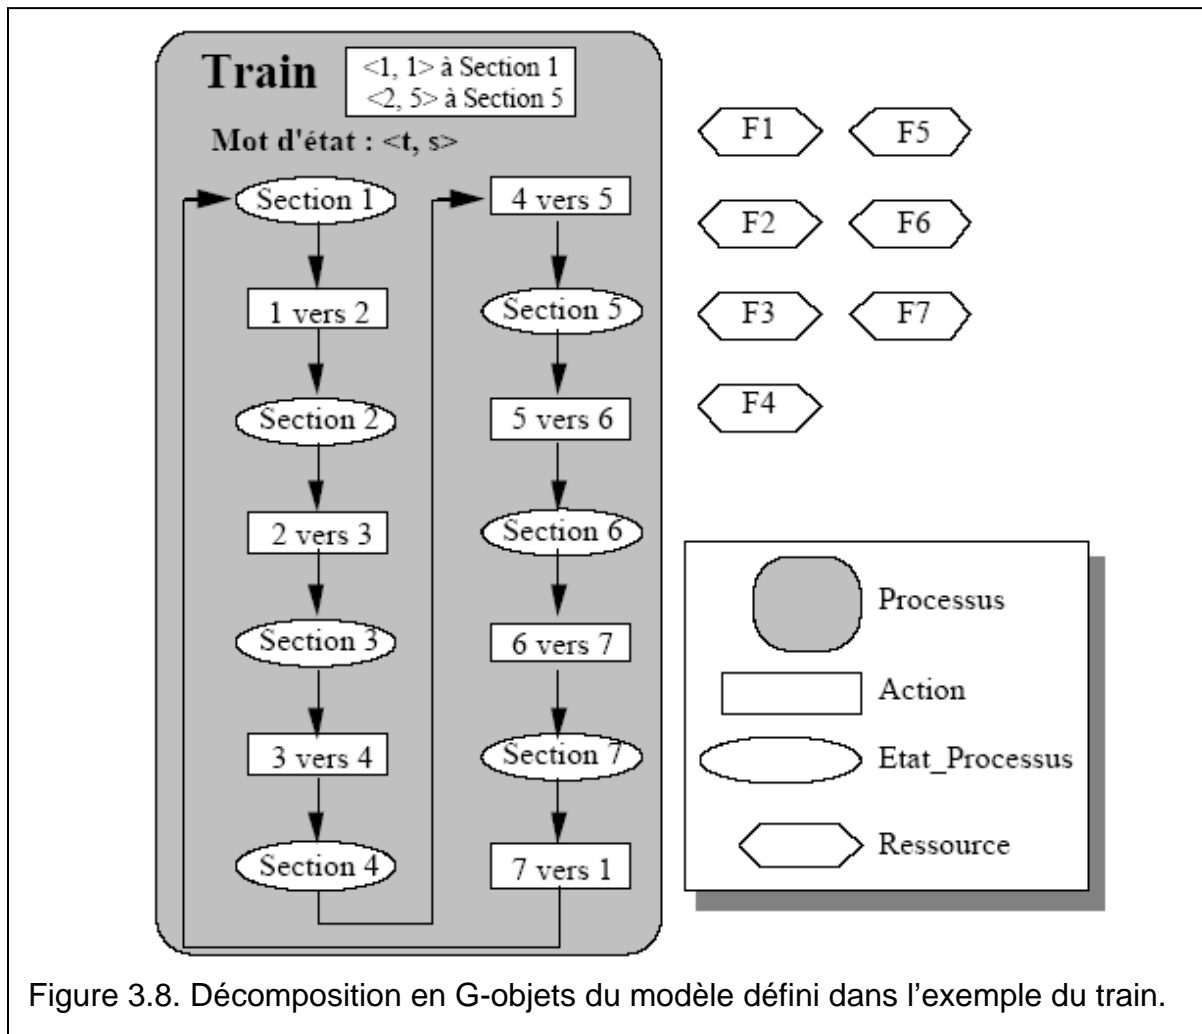 Train
<1, 1> à Section 1
<2, 5> à Section 5
Mot d'état : <t, s>
Section 1
1 vers 2
Section 2
2 vers 3
Section 3
3 vers 4
Section 4
4 vers 5
Section 5
5 vers 6
Section 6
6 vers 7
Section 7
7 vers 1
F1
F5
F2
F6
F3
F7
F4
Processus
Action
Etat_Processus
Ressource
Figure 3.8. Décomposition en G-objets du modèle défini dans l'exemple du train.